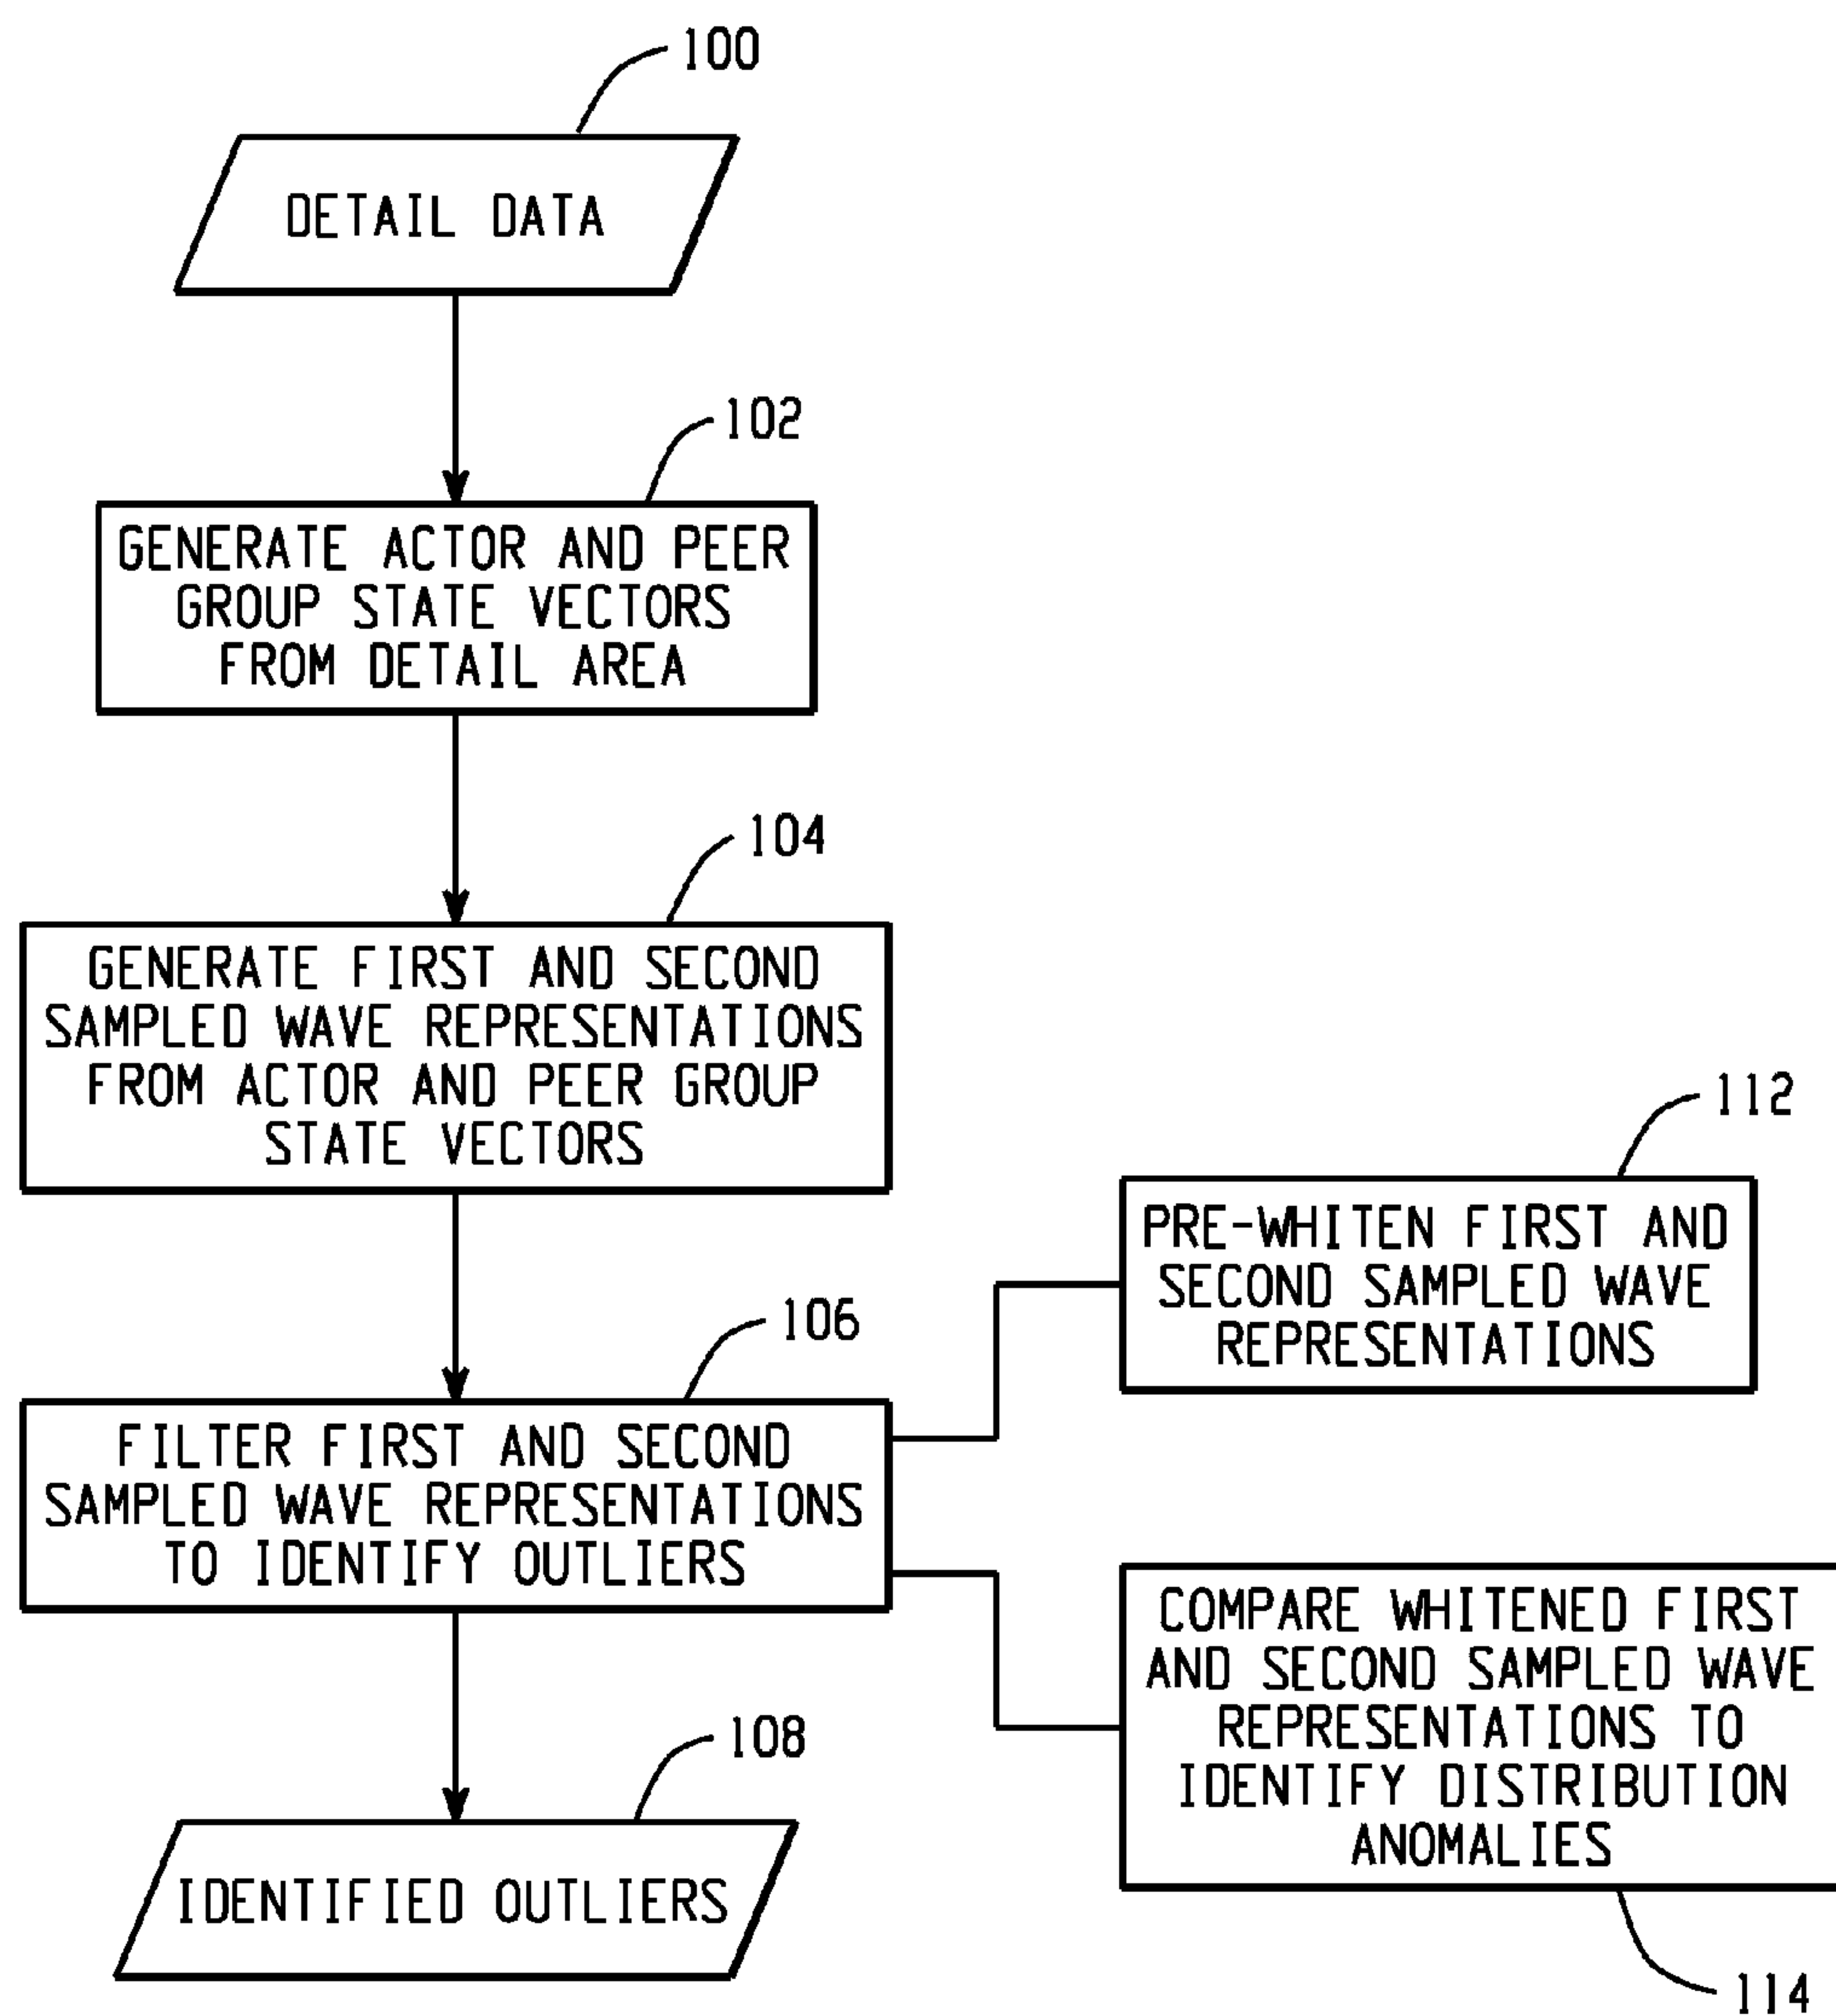 100
DETAIL DATA
102
GENERATE ACTOR AND PEER
GROUP STATE VECTORS
FROM DETAIL AREA
104
GENERATE FIRST AND SECOND
SAMPLED WAVE REPRESENTATIONS
FROM ACTOR AND PEER GROUP
STATE VECTORS
106
FILTER FIRST AND SECOND
SAMPLED WAVE REPRESENTATIONS
TO IDENTIFY OUTLIERS
112
PRE-WHITEN FIRST AND
SECOND SAMPLED WAVE
REPRESENTATIONS
COMPARE WHITENED FIRST
AND SECOND SAMPLED WAVE
REPRESENTATIONS TO
IDENTIFY DISTRIBUTION
ANOMALIES
114
108
IDENTIFIED OUTLIERS